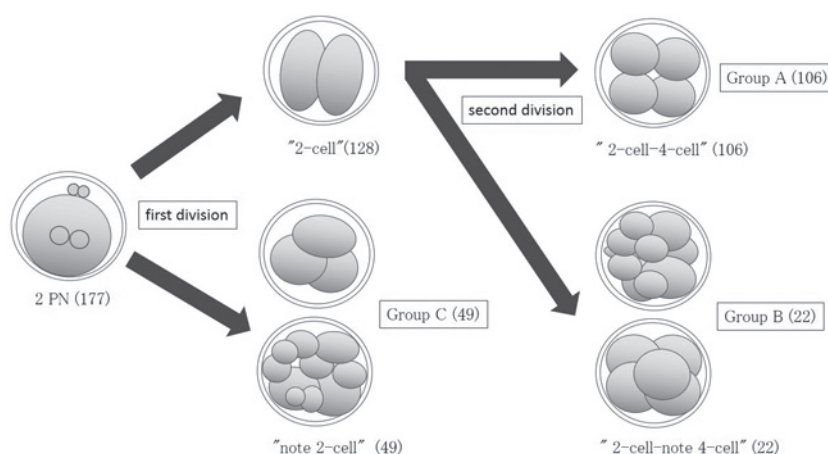 "2-cell"(128)
second division
Group A (106)
" 2-cell-4-cell" (106)
first division
2 PN (177)
Group C (49)
Group B (22)
"note 2-cell" (49)
" 2-cell-note 4-cell" (22)